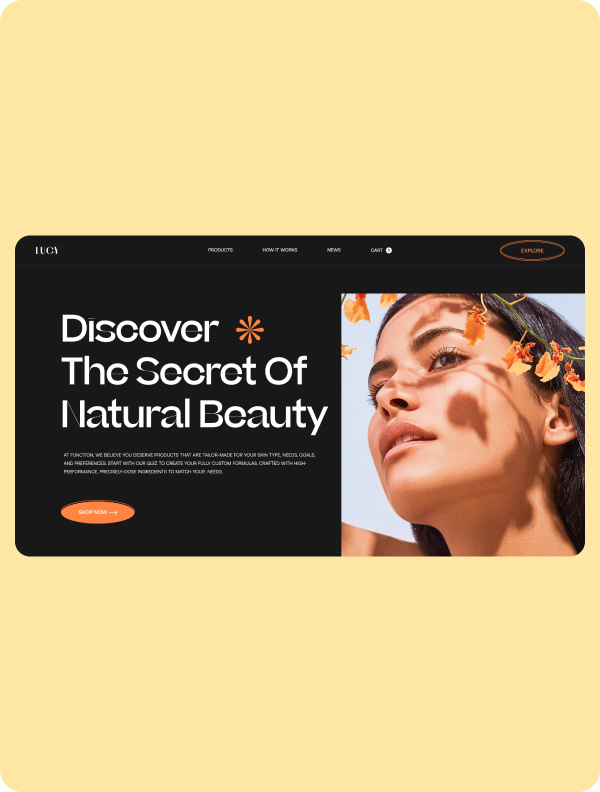 LUCY
PRODUCTS
HOW IT WORKS
NEWS
CART 0
EXPLORE
Discover
The Secret Of
Natural Beauty
AT FUNCTION, WE BELIEVE YOU DESERVE PRODUCTS THAT ARE TAILOR-MADE FOR YOUR SKIN TYPE, NEEDS, GOALS,
AND PREFERENCES. START WITH OUR QUIZ TO CREATE YOUR FULLY CUSTOM FORMULAS, CRAFTED WITH HIGH-
PERFORMANCE, PRECISELY-DOSE INGREDIENTS TO MATCH YOUR NEEDS.
SHOP NOW →